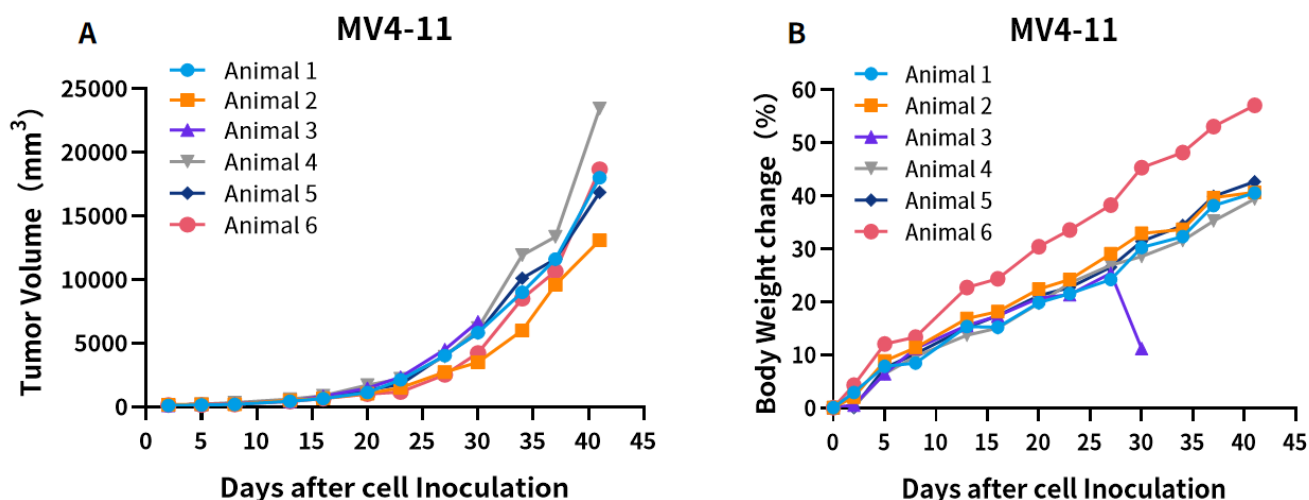 A
MV4-11
Animal 1
Animal 2
Animal 3
Animal 4
Animal 5
Animal 6
Tumor Volume（mm³）
25000
20000
15000
10000
5000
0
0 5 10 15 20 25 30 35 40 45
Days after cell Inoculation
B
MV4-11
Animal 1
Animal 2
Animal 3
Animal 4
Animal 5
Animal 6
Body Weight change（%）
60
50
40
30
20
10
0
0 5 10 15 20 25 30 35 40 45
Days after cell Inoculation